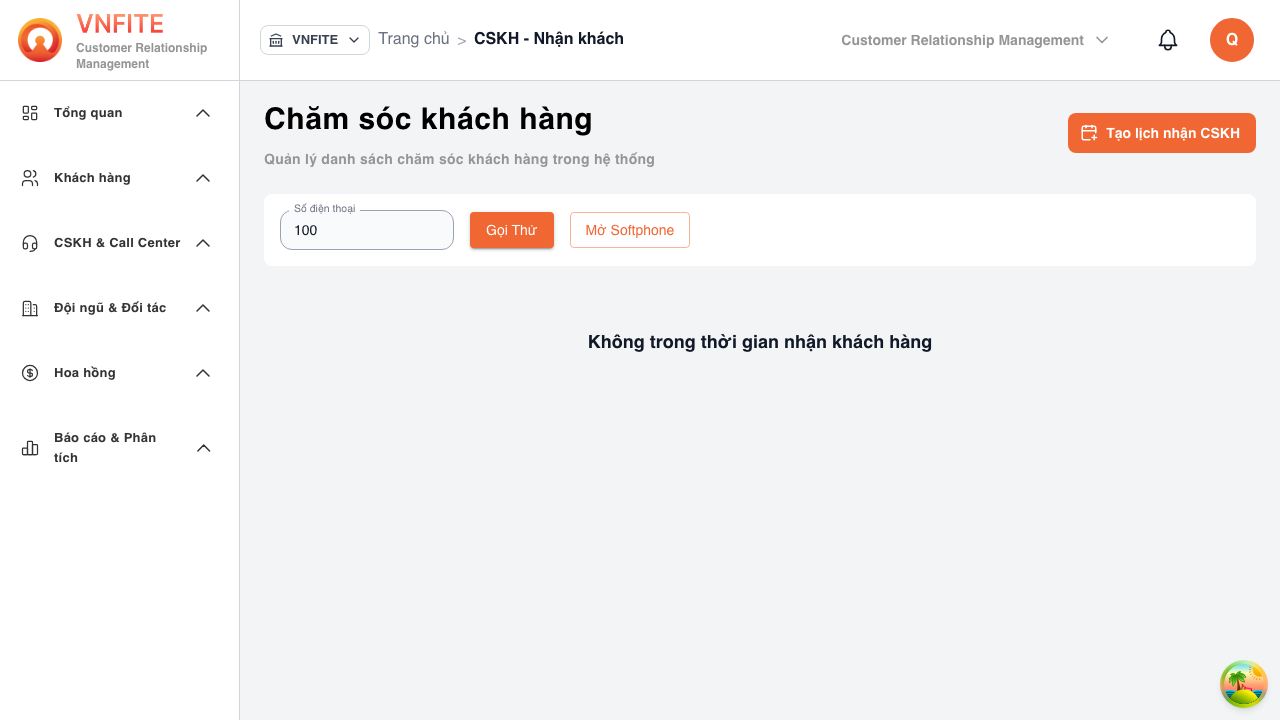 VNFITE
Customer Relationship
Management
VNFITE
Trang chủ > CSKH - Nhận khách
Customer Relationship Management
Q
Tổng quan
Khách hàng
CSKH & Call Center
Đội ngũ & Đối tác
Hoa hồng
Báo cáo & Phân
tích
Chăm sóc khách hàng
Quản lý danh sách chăm sóc khách hàng trong hệ thống
Tạo lịch nhận CSKH
Số điện thoại
100
Gọi Thử
Mở Softphone
Không trong thời gian nhận khách hàng